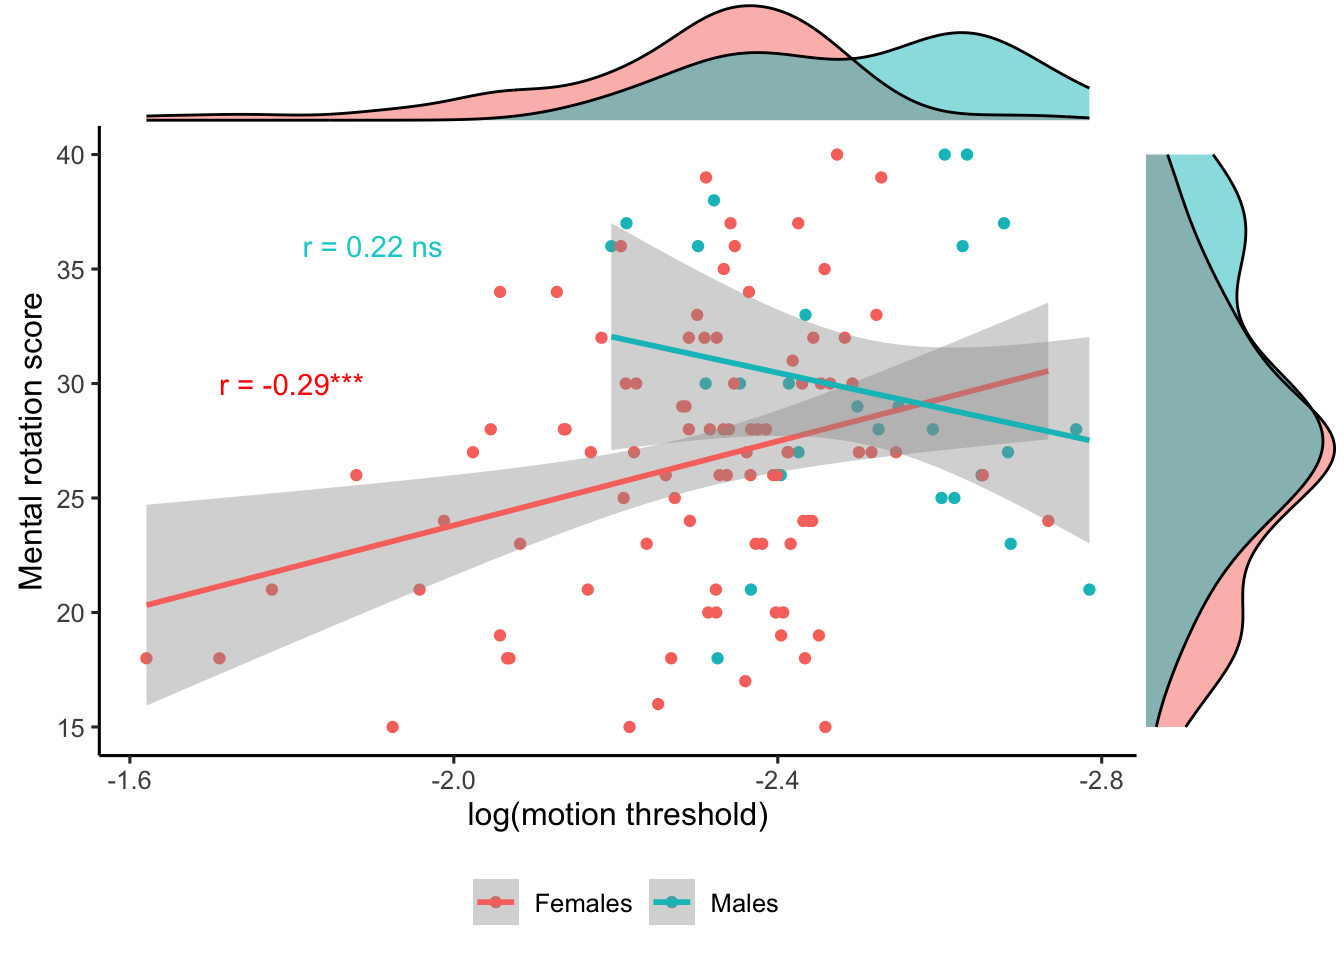 40
35
30
25
20
15
Mental rotation score
r = 0.22 ns
r = -0.29***
-1.6 -2.0 -2.4 -2.8
log(motion threshold)
Females Males